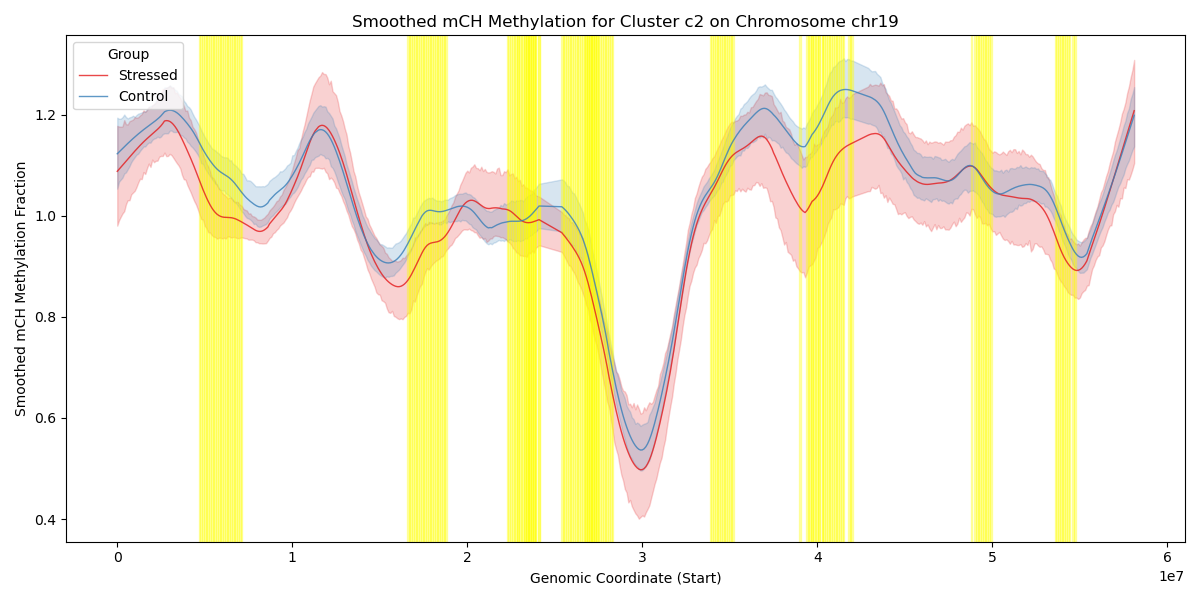 Smoothed mCH Methylation for Cluster c2 on Chromosome chr19
Group
Stressed
Control
Smoothed mCH Methylation Fraction
1.2
1.0
0.8
0.6
0.4
0 1 2 3 4 5 6
1e7
Genomic Coordinate (Start)